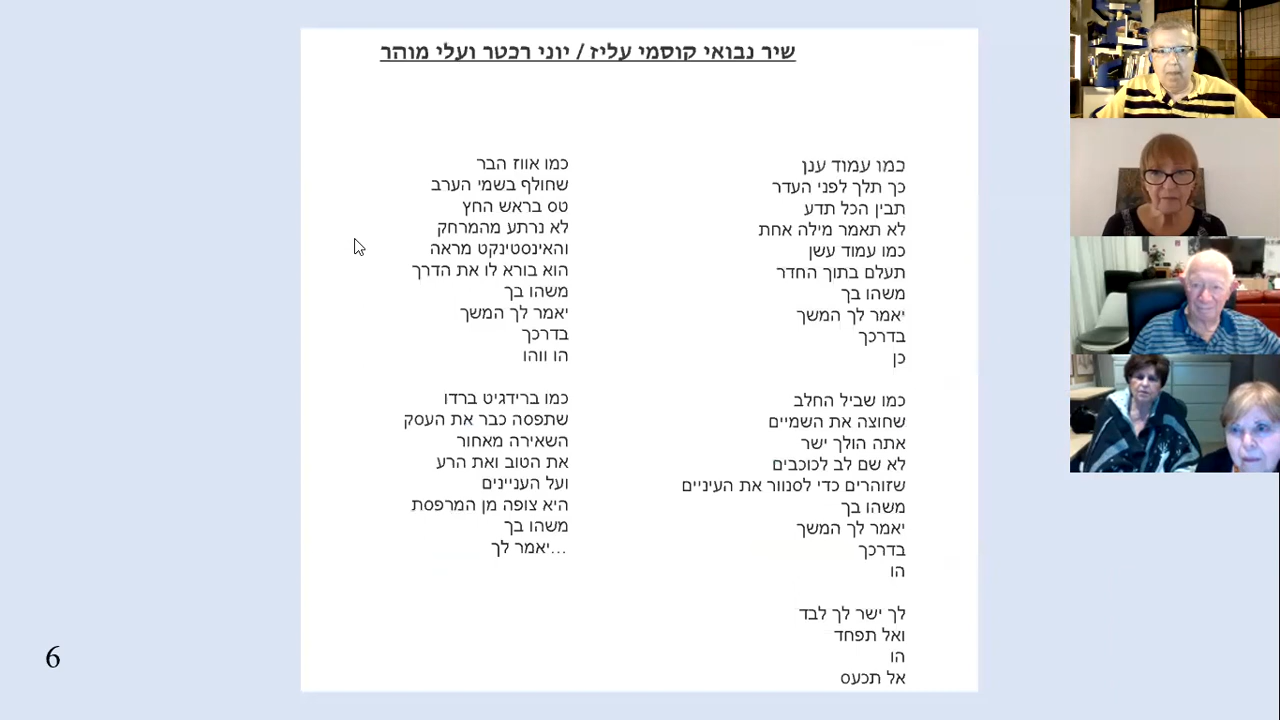 שיר נבואי קוסמי עליז / יוני רכטר ועלי מוהר
כמו עמוד ענן
כך תלך לפני העדר
תבין הכל תדע
לא תאמר מילה אחת
כמו עמוד עשן
תעלם בתוך החדר
משהו בך
יאמר לך המשך
בדרכך
כן
כמו שביל החלב
שחוצה את השמיים
אתה הולך ישר
לא שם לב לכוכבים
שזוהרים כדי לסנוור את העיניים
משהו בך
יאמר לך המשך
בדרכך
הו
לך ישר לך לבד
ואל תפחד
הו
אל תכעס
כמו אווז הבר
שחולף בשמי הערב
טס בראש החץ
לא נרתע מהמרחק
והאינסטינקט מראה
הוא בורא לו את הדרך
משהו בך
יאמר לך המשך
בדרכך
הו ווהו
כמו ברידגיט ברדו
שתפסה כבר את העסק
השאירה מאחור
את הטוב ואת הרע
ועל העניינים
היא צופה מן המרפסת
משהו בך
יאמר לך...
6